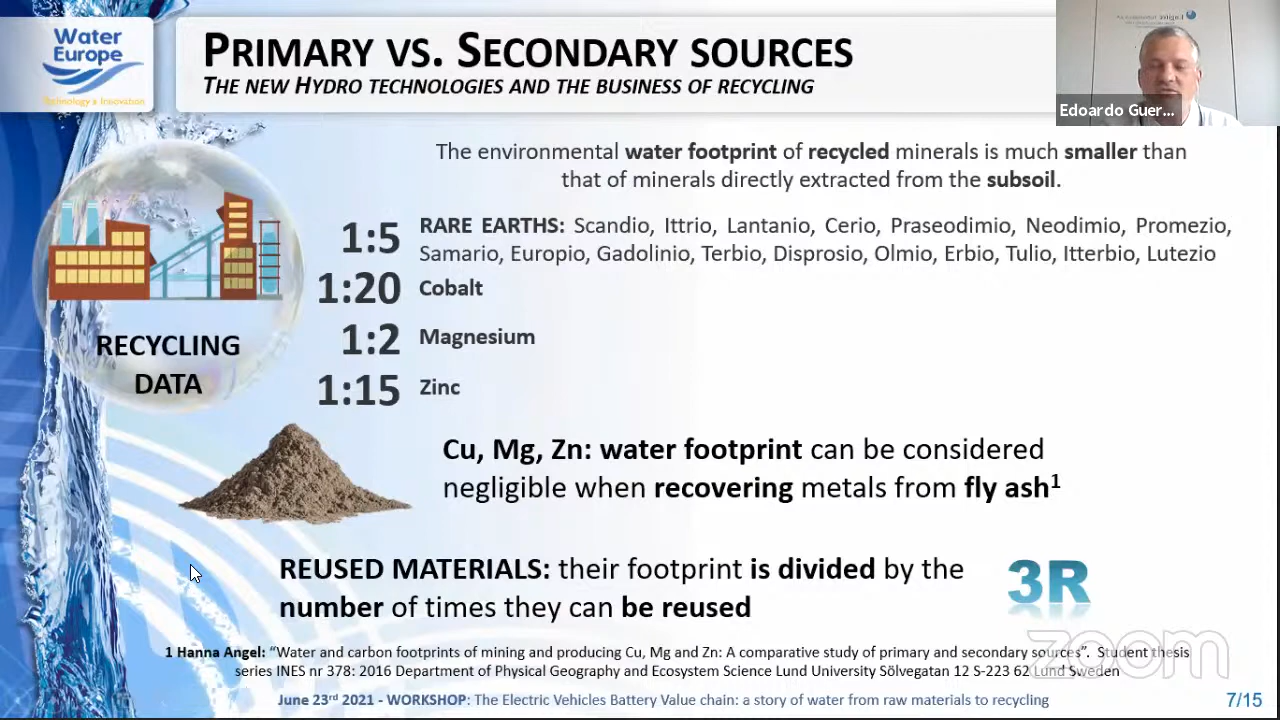 Water
Europe
Technology & Innovation
PRIMARY VS. SECONDARY SOURCES
THE NEW HYDRO TECHNOLOGIES AND THE BUSINESS OF RECYCLING
Edoardo Guer...
The environmental water footprint of recycled minerals is much smaller than
that of minerals directly extracted from the subsoil.
1:5 RARE EARTHS: Scandio, Ittrio, Lantanio, Cerio, Praseodimio, Neodimio, Promezio,
Samario, Europio, Gadolinio, Terbio, Disprosio, Olmio, Erbio, Tulio, Itterbio, Lutezio
1:20 Cobalt
1:2 Magnesium
1:15 Zinc
RECYCLING
DATA
Cu, Mg, Zn: water footprint can be considered
negligible when recovering metals from fly ash¹
REUSED MATERIALS: their footprint is divided by the
number of times they can be reused
3R
1 Hanna Angel: “Water and carbon footprints of mining and producing Cu, Mg and Zn: A comparative study of primary and secondary sources”. Student thesis
series INES nr 378: 2016 Department of Physical Geography and Ecosystem Science Lund University Sölvegatan 12 S-223 62 Lund Sweden
zoom
June 23rd 2021 - WORKSHOP: The Electric Vehicles Battery Value chain: a story of water from raw materials to recycling
7/15